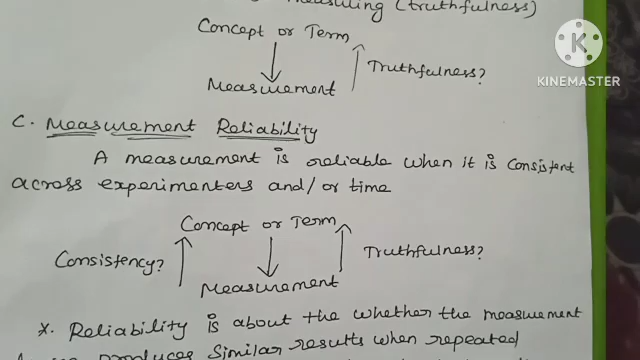 measuring (truthfulness)
Concept or Term
Measurement
Truthfulness?
K
KINEMASTER
C. Measurement Reliability
A measurement is reliable when it is consistent
across experimenters and/or time
Concept or Term
Consistency?
Truthfulness?
Measurement
*. Reliability is about the whether the measurement
produces similar results when repeated